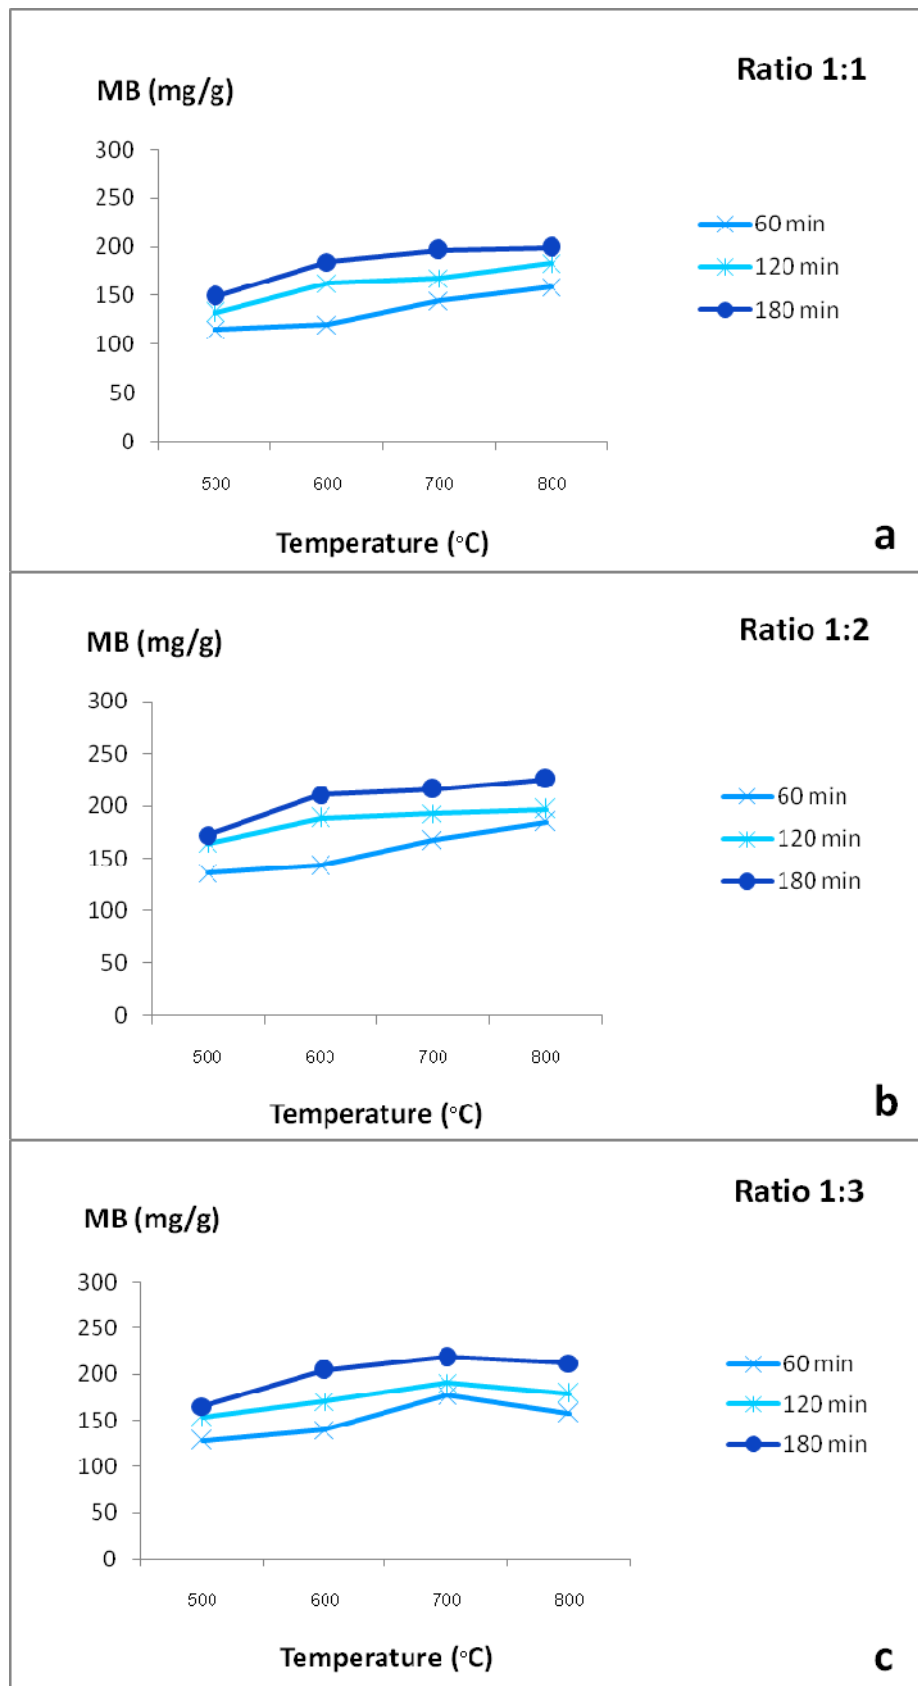 Ratio 1:1
MB (mg/g)
300
250
200
150
100
50
0
500 600 700 800
Temperature (°C)
60 min
120 min
180 min
a
Ratio 1:2
MB (mg/g)
300
250
200
150
100
50
0
500 600 700 800
Temperature (°C)
60 min
120 min
180 min
b
Ratio 1:3
MB (mg/g)
300
250
200
150
100
50
0
500 600 700 800
Temperature (°C)
60 min
120 min
180 min
c